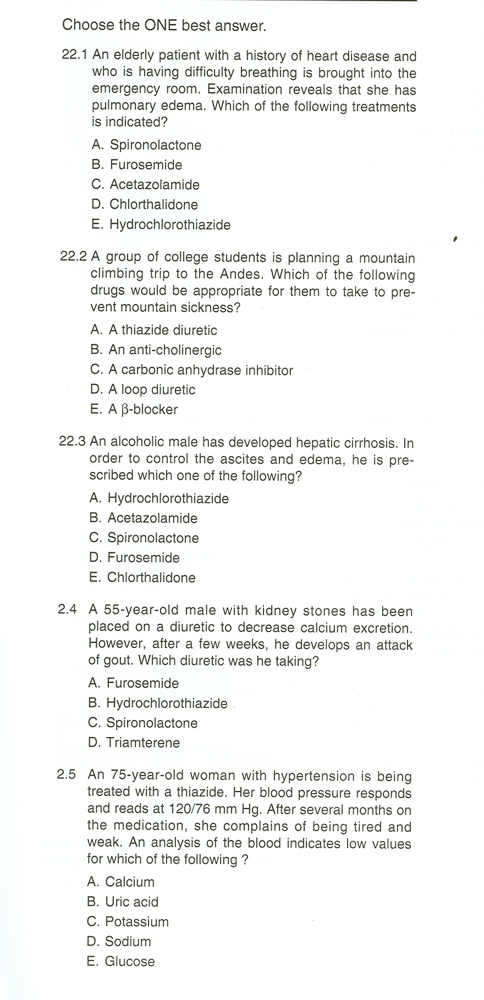 Choose the ONE best answer.
22.1 An elderly patient with a history of heart disease and
who is having difficulty breathing is brought into the
emergency room. Examination reveals that she has
pulmonary edema. Which of the following treatments
is indicated?
A. Spironolactone
B. Furosemide
C. Acetazolamide
D. Chlorthalidone
E. Hydrochlorothiazide
22.2 A group of college students is planning a mountain
climbing trip to the Andes. Which of the following
drugs would be appropriate for them to take to pre-
vent mountain sickness?
A. A thiazide diuretic
B. An anti-cholinergic
C. A carbonic anhydrase inhibitor
D. A loop diuretic
E. A β-blocker
22.3 An alcoholic male has developed hepatic cirrhosis. In
order to control the ascites and edema, he is pre-
scribed which one of the following?
A. Hydrochlorothiazide
B. Acetazolamide
C. Spironolactone
D. Furosemide
E. Chlorthalidone
2.4 A 55-year-old male with kidney stones has been
placed on a diuretic to decrease calcium excretion.
However, after a few weeks, he develops an attack
of gout. Which diuretic was he taking?
A. Furosemide
B. Hydrochlorothiazide
C. Spironolactone
D. Triamterene
2.5 An 75-year-old woman with hypertension is being
treated with a thiazide. Her blood pressure responds
and reads at 120/76 mm Hg. After several months on
the medication, she complains of being tired and
weak. An analysis of the blood indicates low values
for which of the following ?
A. Calcium
B. Uric acid
C. Potassium
D. Sodium
E. Glucose